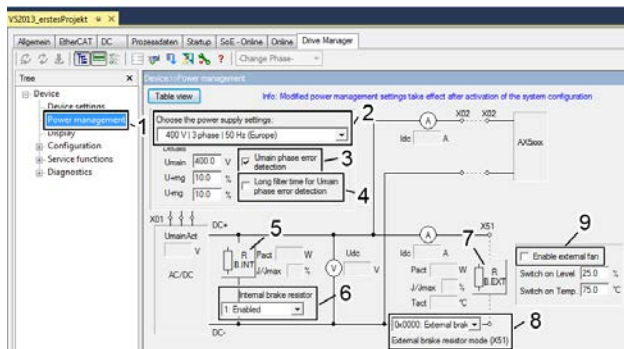 VS2013_erstesProjekt
Allgemein EtherCAT DC Prozessdaten Startup SoE - Online Online Drive Manager
? Change Phase-
Tree
Device>>Power management
Device
Device settings
Power management
Display
Configuration
Service functions
Diagnostics
1
Table view
Info: Modified power management settings take effect after activation of the system configuration
Choose the power supply settings:
400 V | 3 phase | 50 Hz (Europe)
2
Details
Umain 400.0 V
U+rng 10.0 %
U-rng 10.0 %
Umain phase error detection
3
Long filter time for Umain phase error detection
4
A
X02 X02
Idc A
AX5xxx
X01
DC+
UmainAct
V
AC/DC
5
R
B.INT
Pact W
I/Jmax %
Udc
V
V
Internal brake resistor
1: Enabled
6
DC-
A
X51
Idc A
7
Pact W
I/Jmax %
Tact °C
R
B.EXT
0x0000: External brak
External brake resistor mode (X51)
8
9
Enable external fan
Switch on Level 25.0 %
Switch on Temp. 75.0 °C